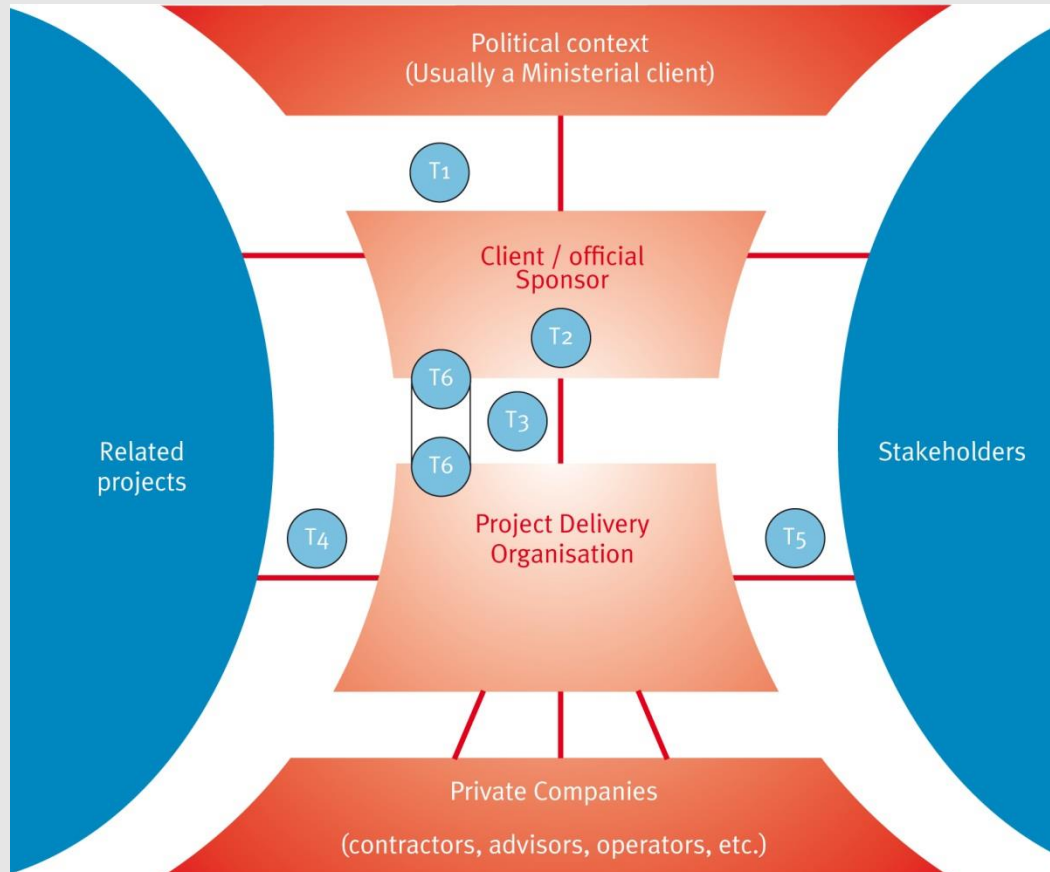 Political context
(Usually a Ministerial client)
T1
Client / official
Sponsor
T2
T6
T3
T6
Related
projects
Stakeholders
Project Delivery
Organisation
T4
T5
Private Companies
(contractors, advisors, operators, etc.)